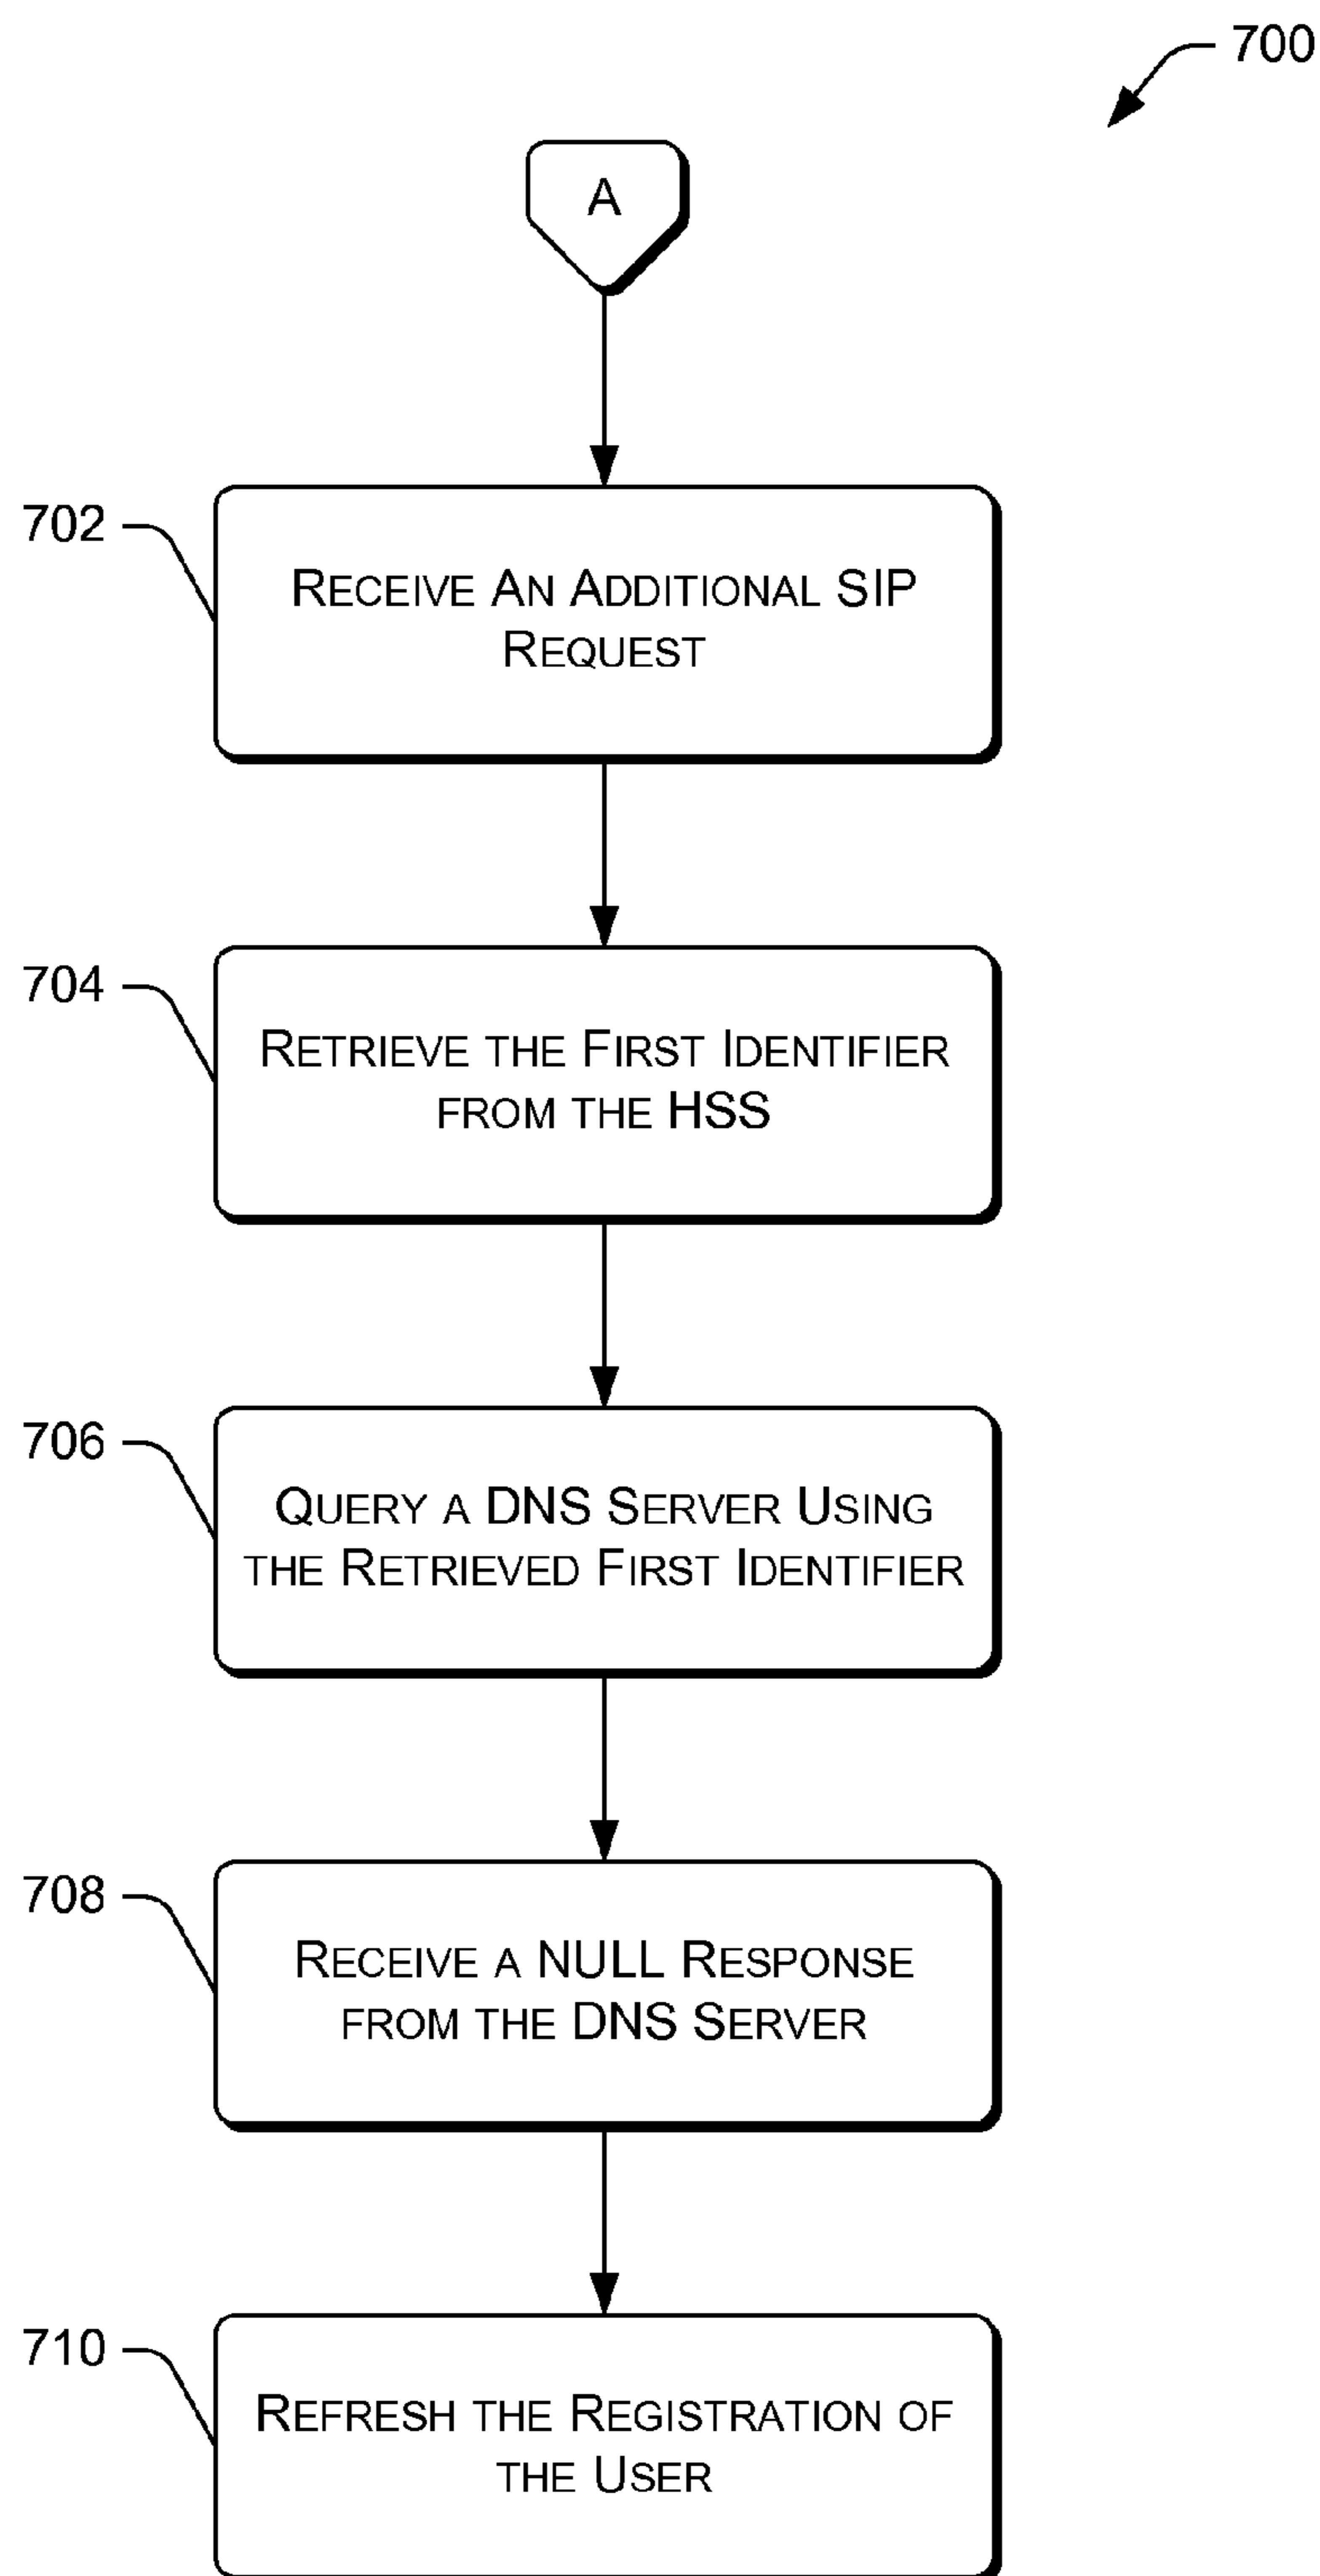 700
A
702
RECEIVE AN ADDITIONAL SIP
REQUEST
704
RETRIEVE THE FIRST IDENTIFIER
FROM THE HSS
706
QUERY A DNS SERVER USING
THE RETRIEVED FIRST IDENTIFIER
708
RECEIVE A NULL RESPONSE
FROM THE DNS SERVER
710
REFRESH THE REGISTRATION OF
THE USER